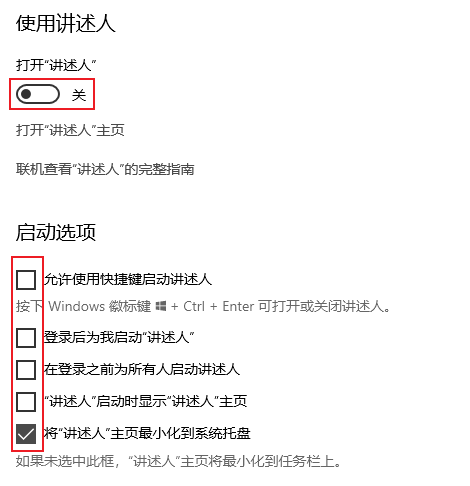 使用讲述人
打开“讲述人”
关
打开“讲述人”主页
联机查看“讲述人”的完整指南
启动选项
允许使用快捷键启动讲述人
按下 Windows 徽标键 + Ctrl + Enter 可打开或关闭讲述人。
登录后为我启动“讲述人”
在登录之前为所有人启动讲述人
“讲述人”启动时显示“讲述人”主页
将“讲述人”主页最小化到系统托盘
如果未选中此框，“讲述人”主页将最小化到任务栏上。